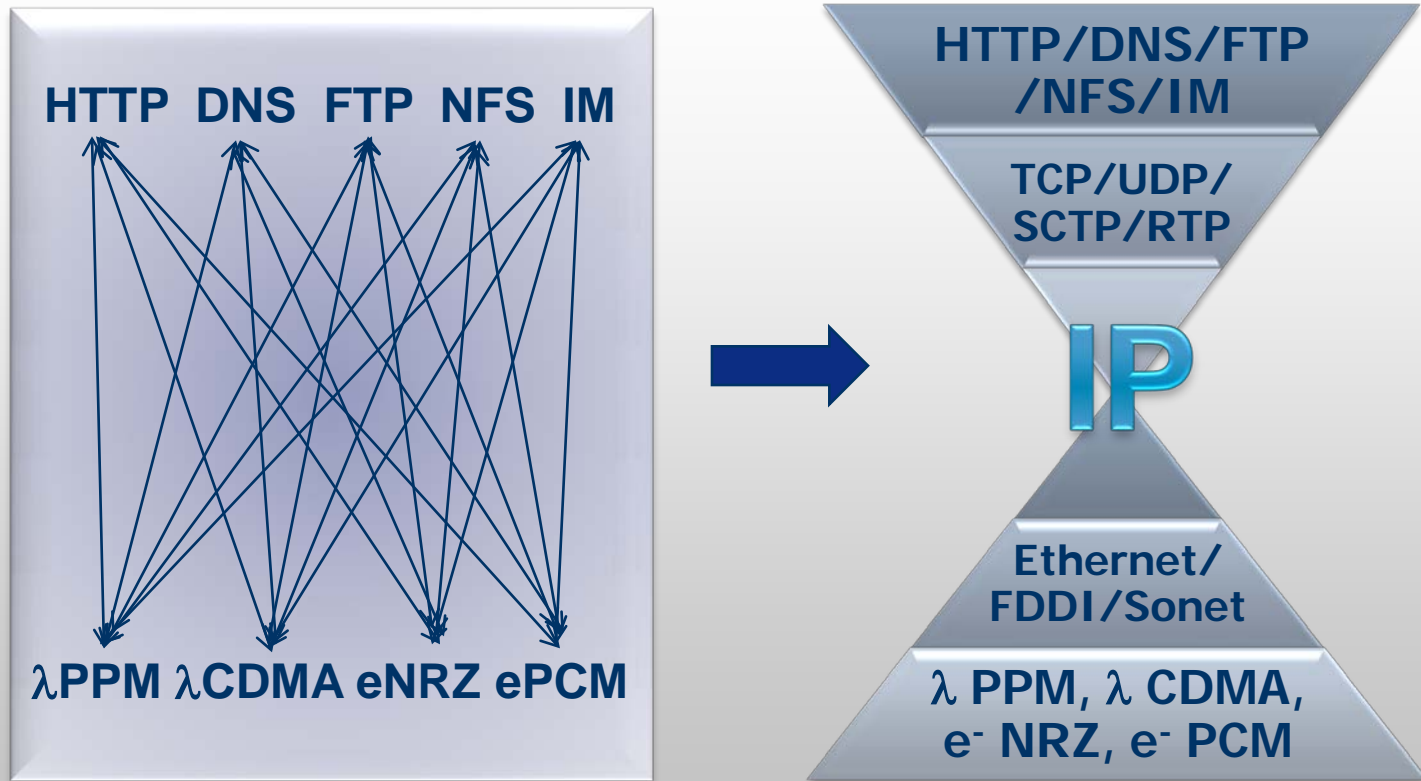 HTTP DNS FTP NFS IM
λPPM λCDMA eNRZ ePCM
HTTP/DNS/FTP
/NFS/IM
TCP/UDP/
SCTP/RTP
IP
Ethernet/
FDDI/Sonet
λ PPM, λ CDMA,
e- NRZ, e- PCM